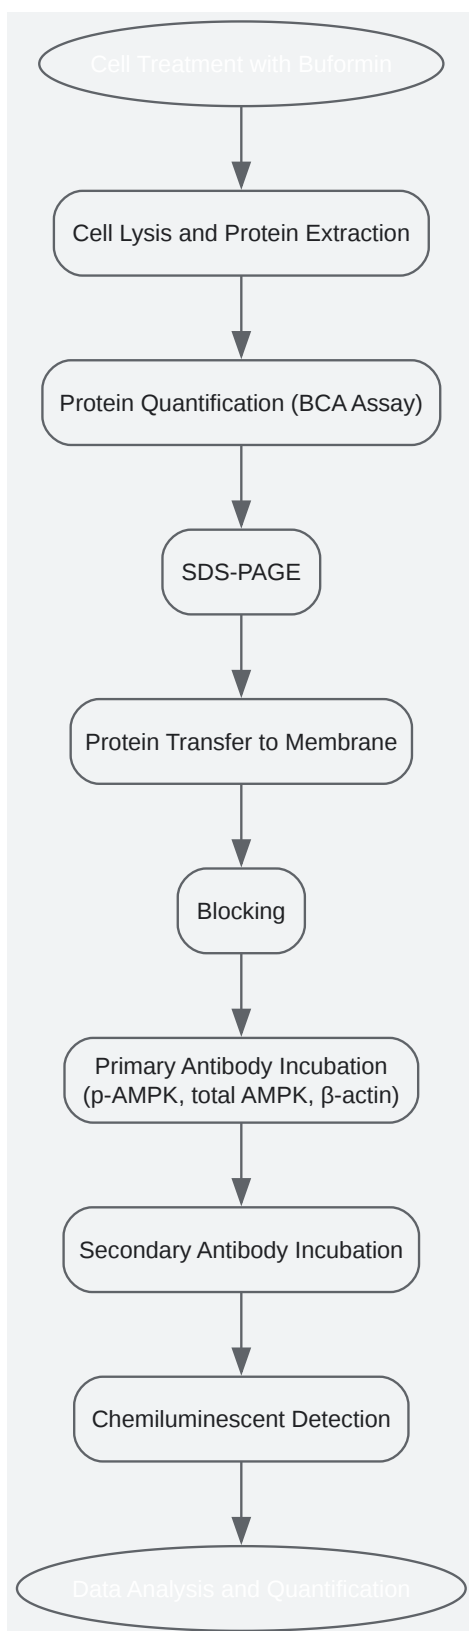 Cell Treatment with Buformin
Cell Lysis and Protein Extraction
Protein Quantification (BCA Assay)
SDS-PAGE
Protein Transfer to Membrane
Blocking
Primary Antibody Incubation
(p-AMPK, total AMPK, β-actin)
Secondary Antibody Incubation
Chemiluminescent Detection
Data Analysis and Quantification